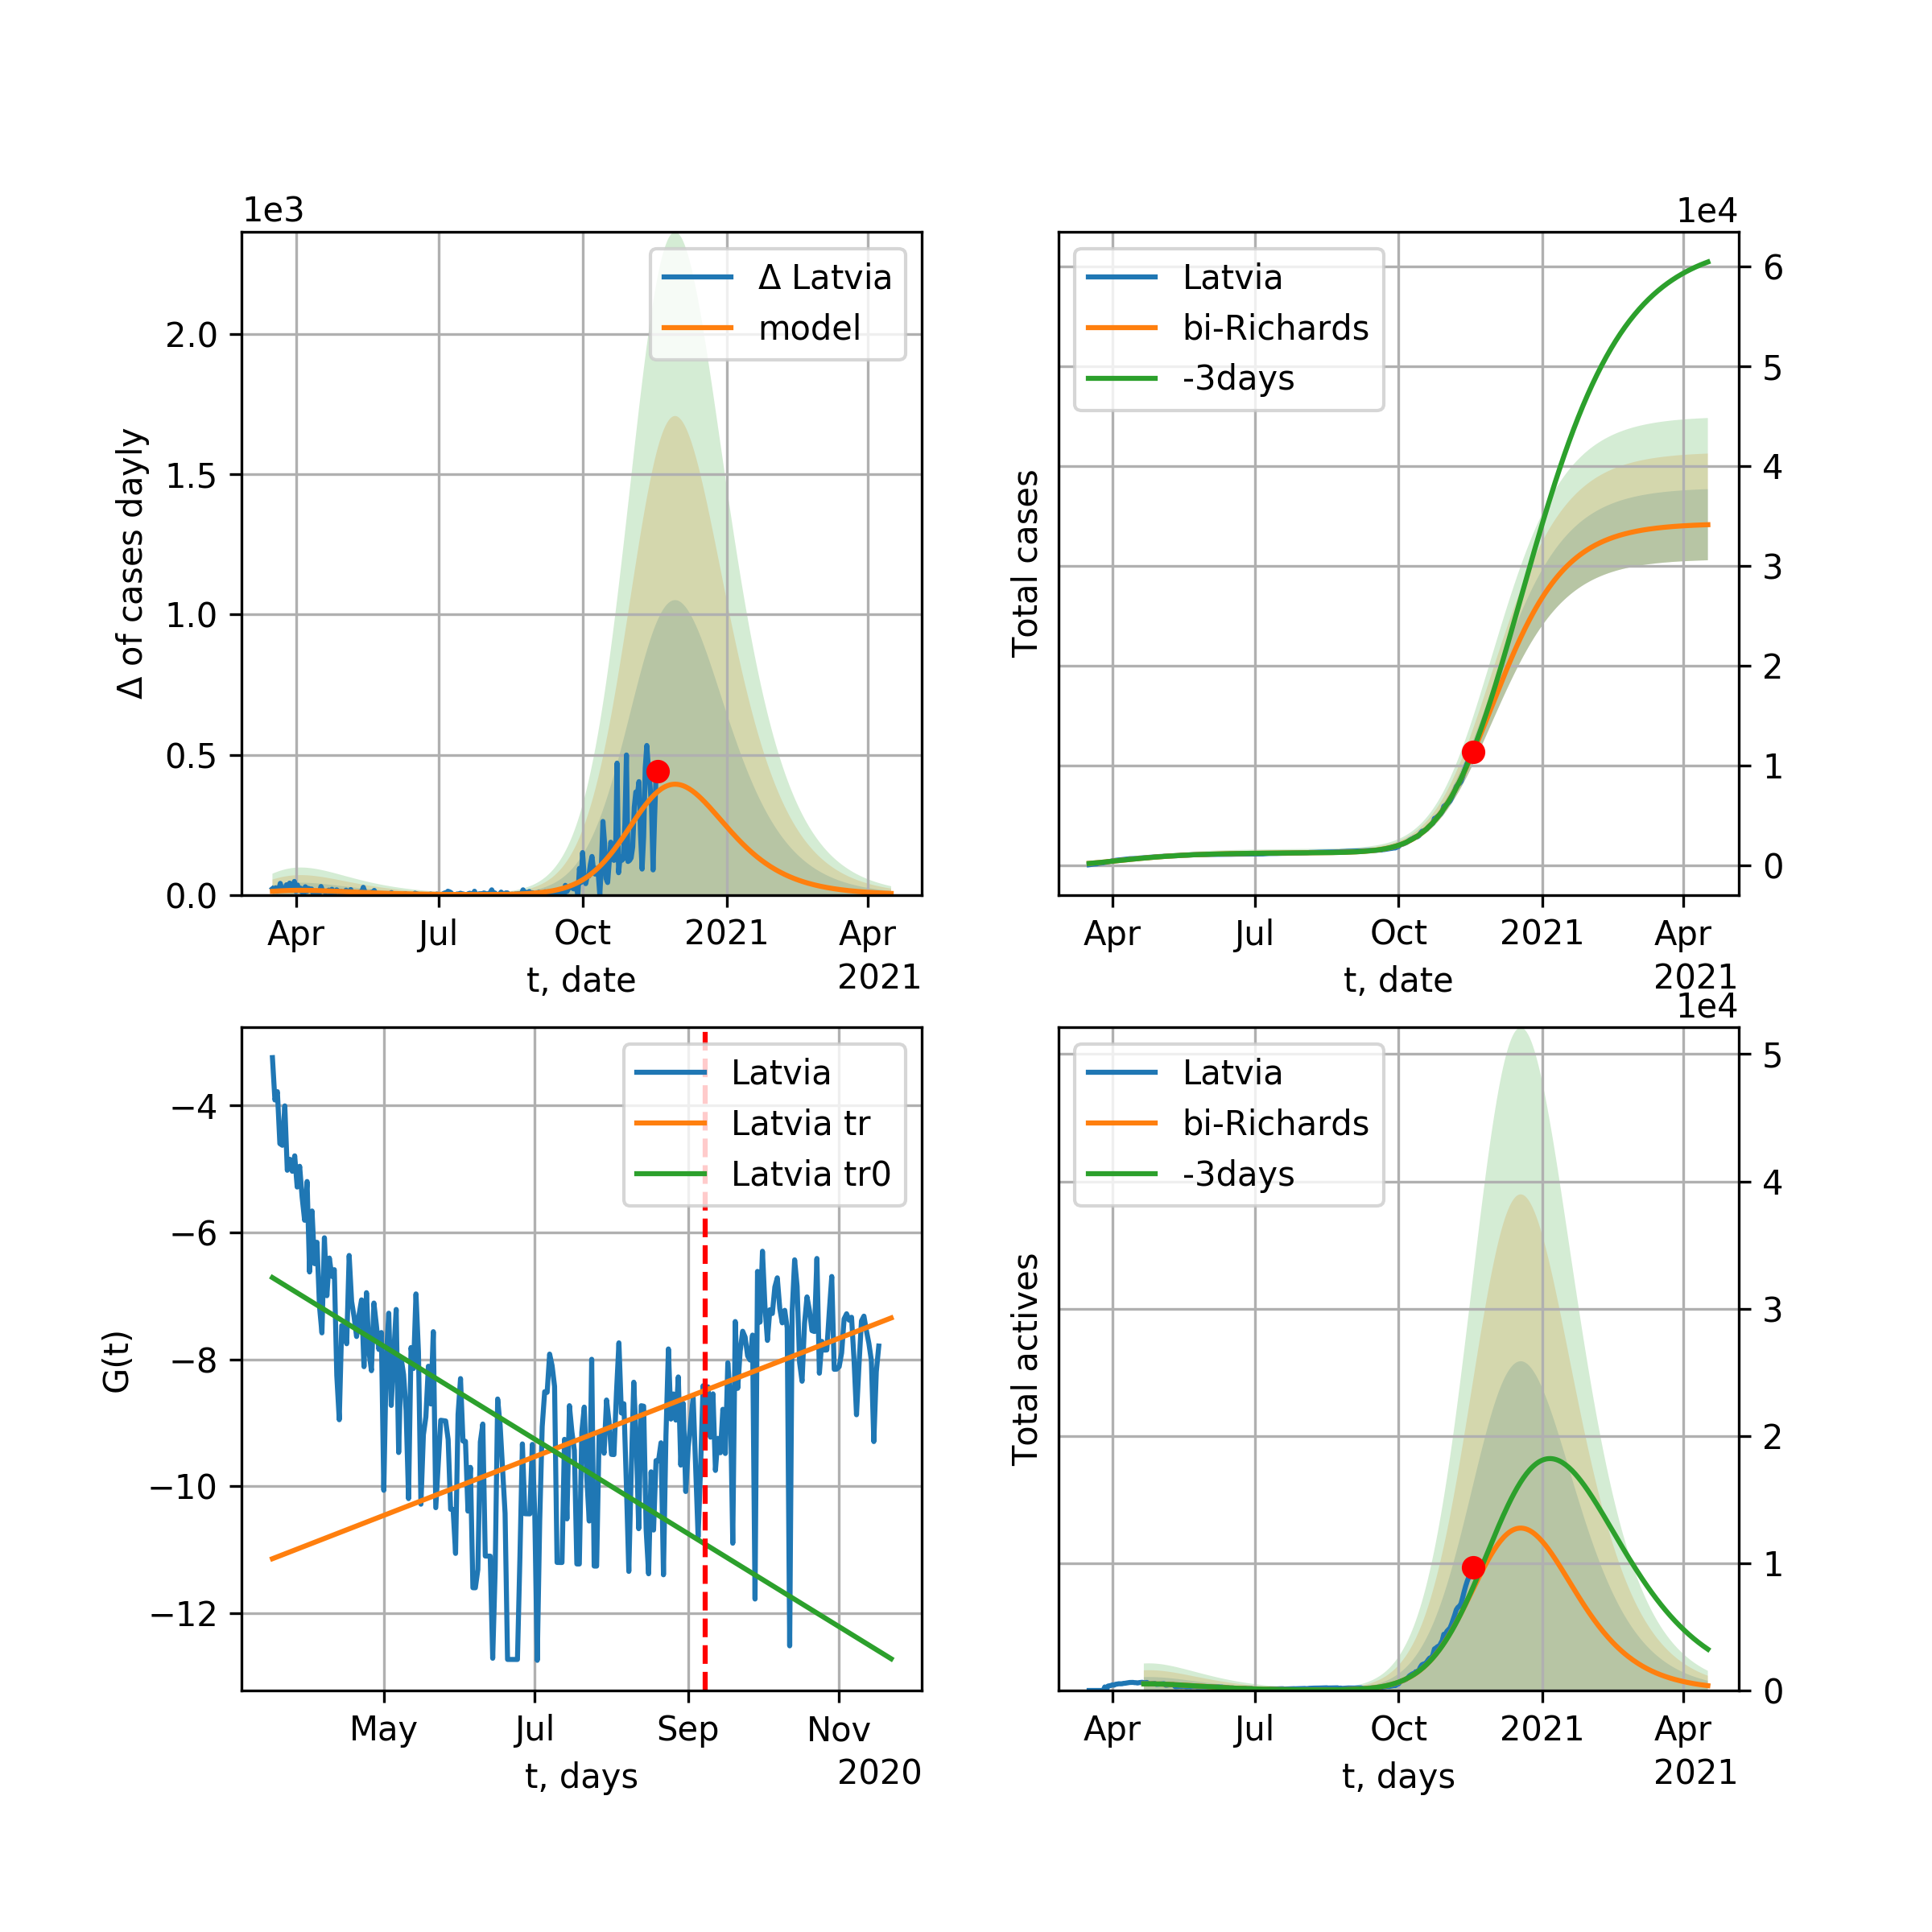 1e3
Δ of cases dayly
2.0
1.5
1.0
0.5
0.0
Δ Latvia
model
Apr
Jul
Oct
2021
Apr
2021
t, date
1e4
Total cases
Latvia
bi-Richards
-3days
6
5
4
3
2
1
0
Apr
Jul
Oct
2021
Apr
2021
t, date
G(t)
−4
−6
−8
−10
−12
Latvia
Latvia tr
Latvia tr0
May
Jul
Sep
Nov
2020
t, days
1e4
Total actives
Latvia
bi-Richards
-3days
5
4
3
2
1
0
Apr
Jul
Oct
2021
Apr
2021
t, days